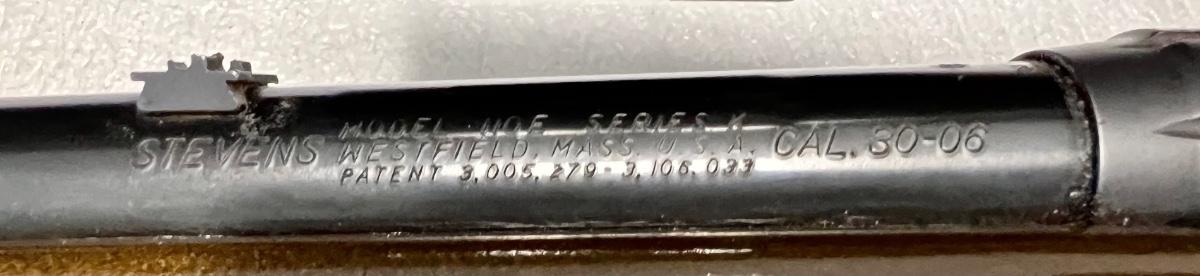 MODEL 110E SERIES K
STEVENS WESTFIELD, MASS, U.S.A. CAL. 30-06
PATENT 3,005,279 - 3,106,033